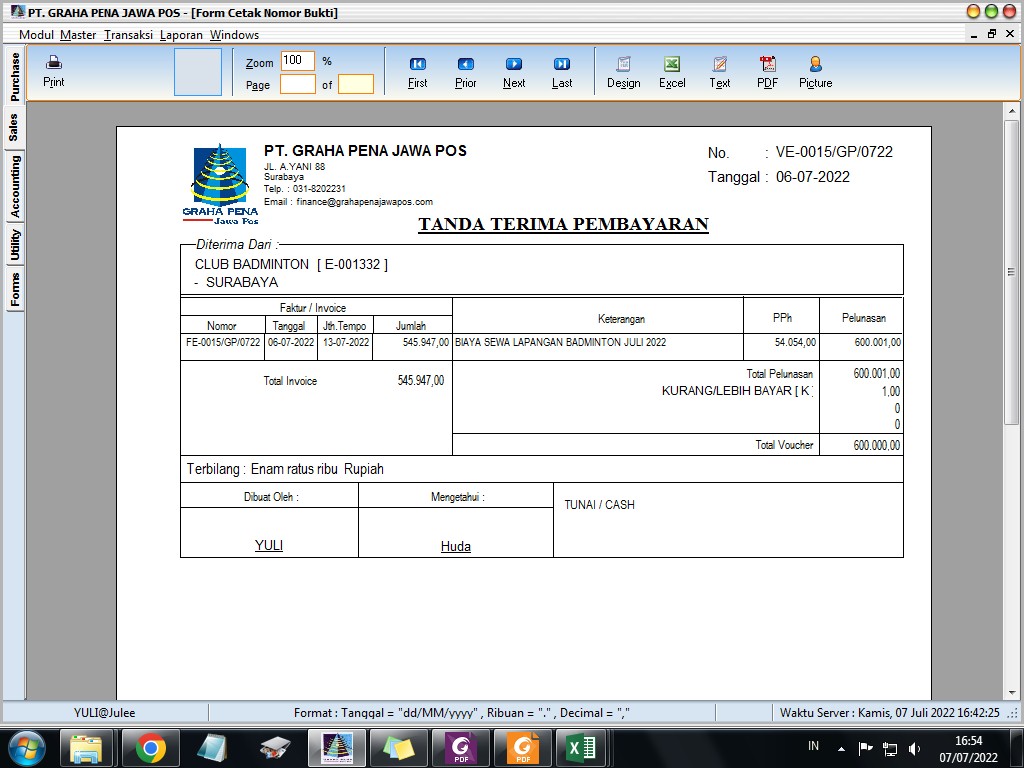 PT. GRAHA PENA JAWA POS - [Form Cetak Nomor Bukti]
Modul Master Transaksi Laporan Windows
Purchase
Sales
Accounting
Utility
Forms
Print
Zoom 100 %
Page of
First Prior Next Last Design Excel Text PDF Picture
GRAHA PENA
Jawa Pos
PT. GRAHA PENA JAWA POS
JL. A.YANI 88
Surabaya
Telp. : 031-8202231
Email : finance@grahapenajawapos.com
No. : VE-0015/GP/0722
Tanggal : 06-07-2022
TANDA TERIMA PEMBAYARAN
Diterima Dari :
CLUB BADMINTON [ E-001332 ]
- SURABAYA
Faktur / Invoice Keterangan PPh Pelunasan
Nomor Tanggal Jth.Tempo Jumlah
FE-0015/GP/0722 06-07-2022 13-07-2022 545.947,00 BIAYA SEWA LAPANGAN BADMINTON JULI 2022 54.054,00 600.001,00
Total Invoice 545.947,00
Total Pelunasan 600.001,00
KURANG/LEBIH BAYAR [ K ] 1,00
0
0
Total Voucher 600.000,00
Terbilang : Enam ratus ribu Rupiah
Dibuat Oleh : Mengetahui :
TUNAI / CASH
YULI Huda
YULI@Julee Format : Tanggal = "dd/MM/yyyy" , Ribuan = "." , Decimal = "," Waktu Server : Kamis, 07 Juli 2022 16:42:25
PDF PDF IN 16:54
07/07/2022